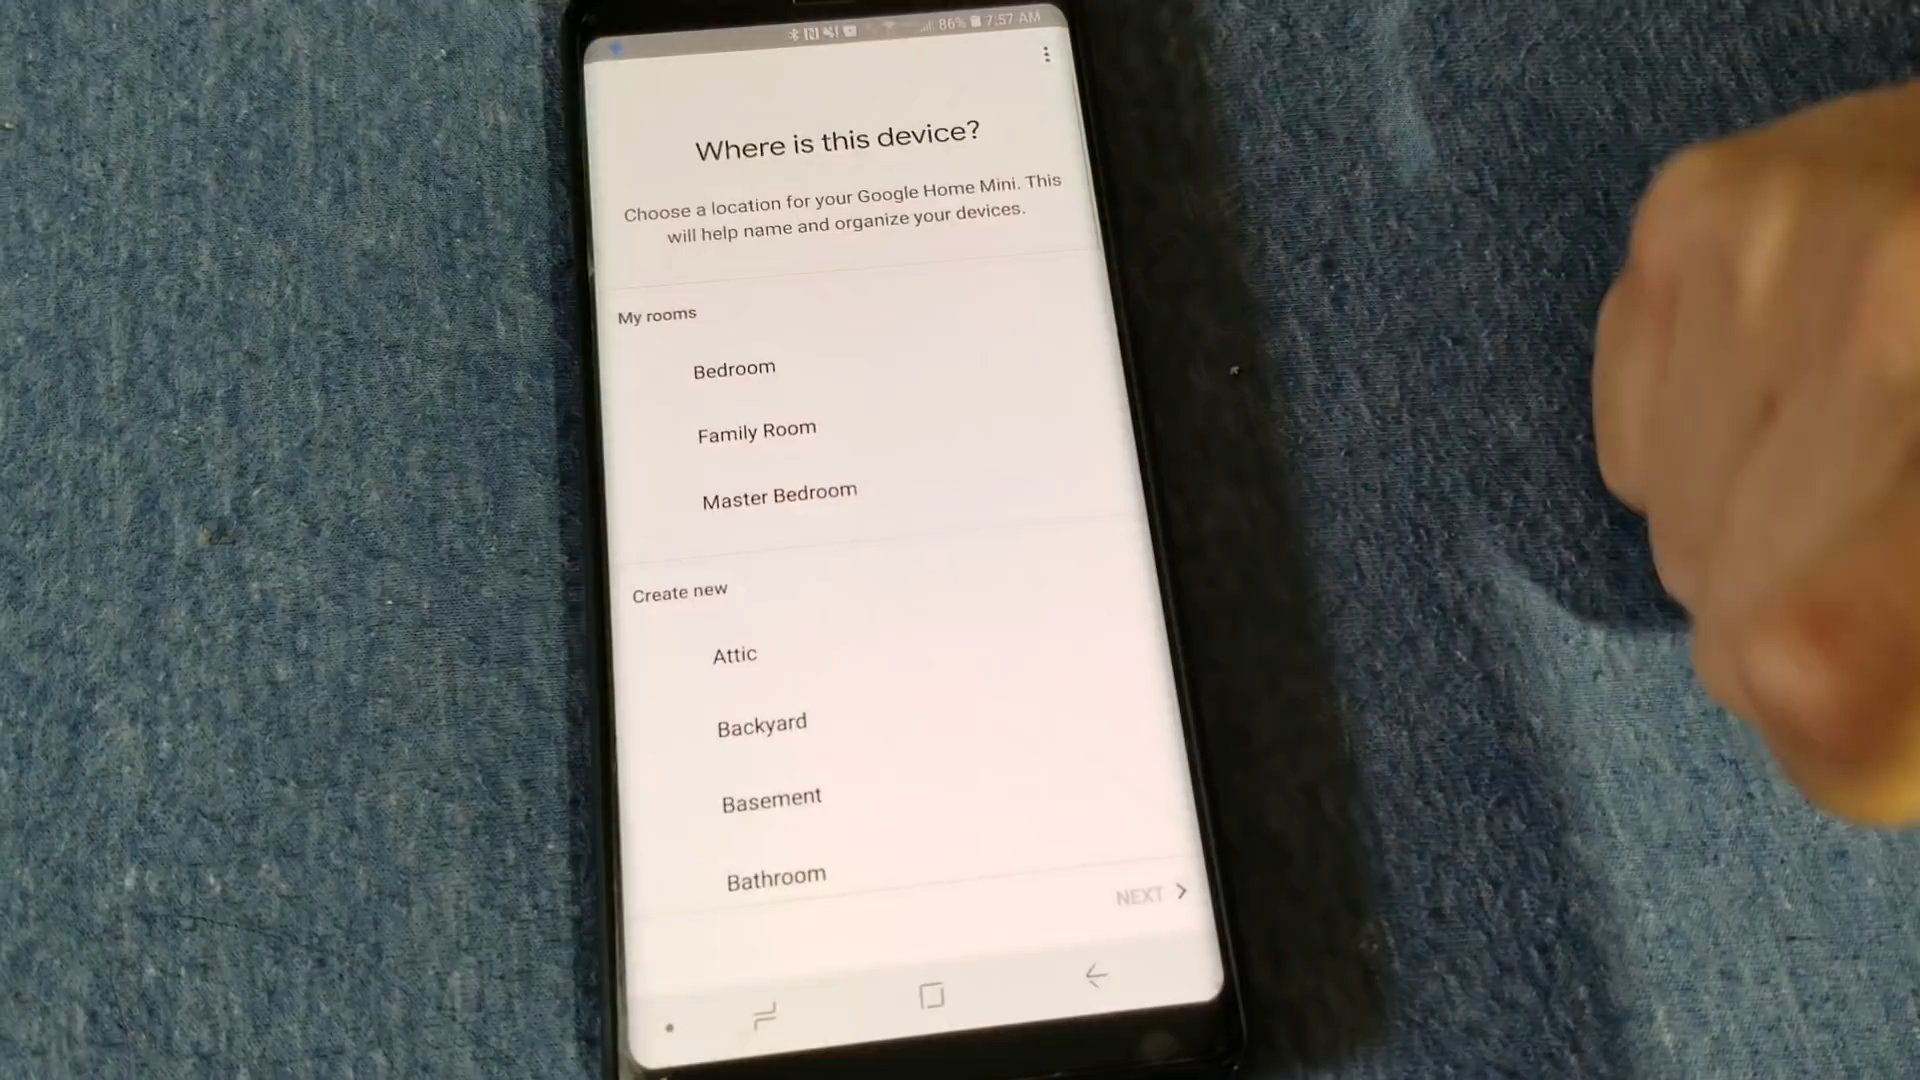 86% 7:57 AM
Where is this device?
Choose a location for your Google Home Mini. This
will help name and organize your devices.
My rooms
Bedroom
Family Room
Master Bedroom
Create new
Attic
Backyard
Basement
Bathroom
NEXT